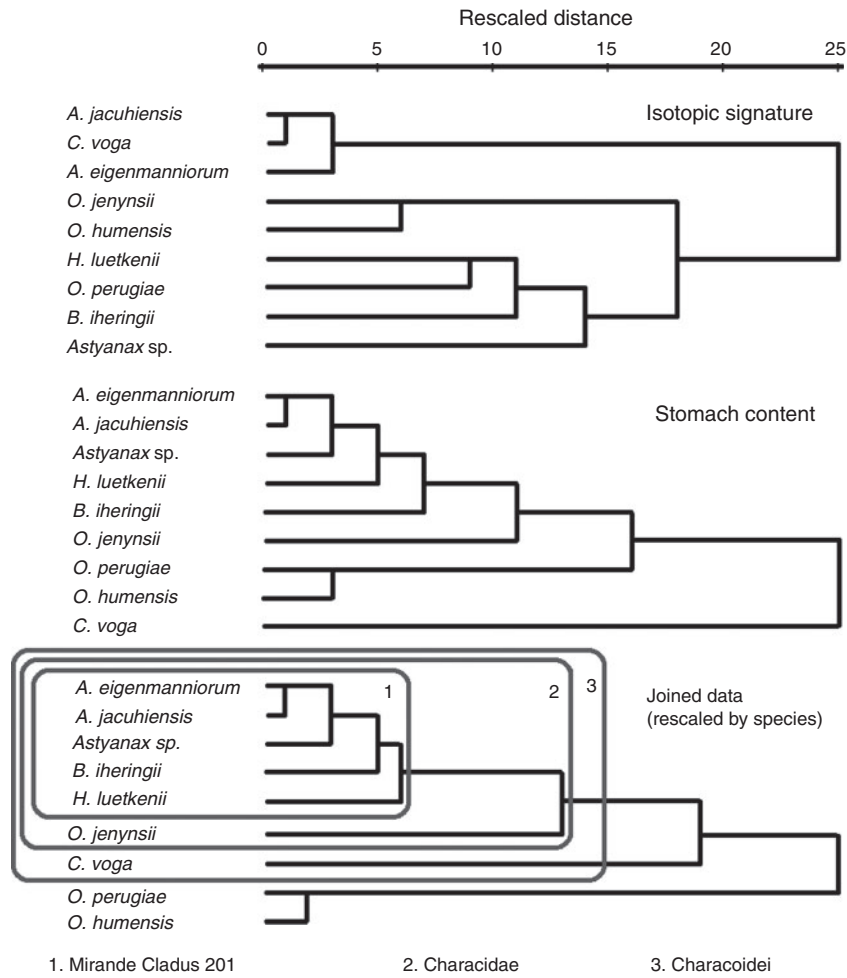 Rescaled distance
0 5 10 15 20 25
Isotopic signature
A. jacuhiensis
C. voga
A. eigenmanniorum
O. jenynsii
O. humensis
H. luetkenii
O. perugiae
B. iheringii
Astyanax sp.
Stomach content
A. eigenmanniorum
A. jacuhiensis
Astyanax sp.
H. luetkenii
B. iheringii
O. jenynsii
O. perugiae
O. humensis
C. voga
Joined data
(rescaled by species)
1 2 3
A. eigenmanniorum
A. jacuhiensis
Astyanax sp.
B. iheringii
H. luetkenii
O. jenynsii
C. voga
O. perugiae
O. humensis
1. Mirande Cladus 201 2. Characidae 3. Characoidei